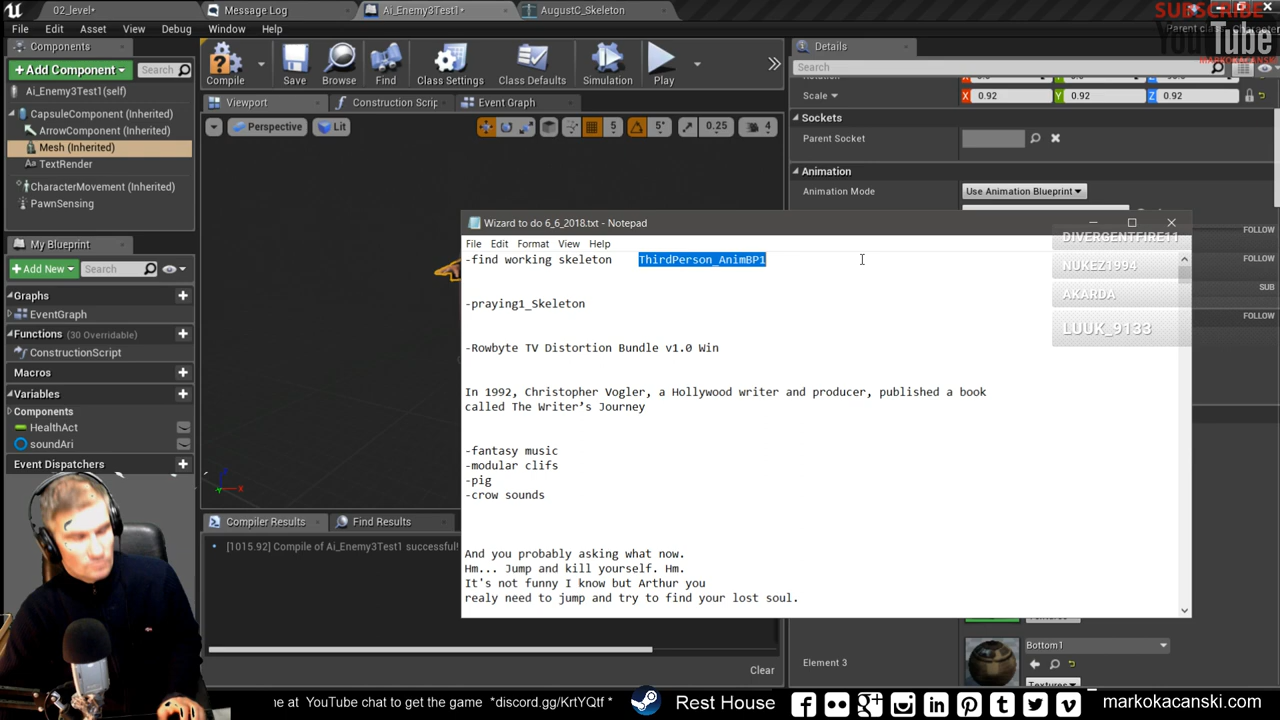 02_level*
Message Log
Ai_Enemy3Test1*
AugustC_Skeleton
SUBSCRIBE
YouTube
MARKOKACANSKI
File Edit Asset View Debug Window Help
Parent class: Character
Components
+ Add Component
Search
Ai_Enemy3Test1(self)
CapsuleComponent (Inherited)
ArrowComponent (Inherited)
Mesh (Inherited)
TextRender
CharacterMovement (Inherited)
PawnSensing
My Blueprint
+ Add New
Search
Graphs
EventGraph
Functions (30 Overridable)
ConstructionScript
Macros
Variables
Components
HealthAct
soundAri
Event Dispatchers
Compile
Save
Browse
Find
Class Settings
Class Defaults
Simulation
Play
Viewport
Construction Scrip
Event Graph
Perspective
Lit
5
5°
0.25
4
X
Compiler Results
Find Results
[1015.92] Compile of Ai_Enemy3Test1 successful!
Clear
Details
Search
Scale
0.92
0.92
0.92
Sockets
Parent Socket
Animation
Animation Mode
Use Animation Blueprint
Wizard to do 6_6_2018.txt - Notepad
File Edit Format View Help
-find working skeleton ThirdPerson_AnimBP1
-praying1_Skeleton
-Rowbyte TV Distortion Bundle v1.0 Win
In 1992, Christopher Vogler, a Hollywood writer and producer, published a book
called The Writer’s Journey
-fantasy music
-modular clifs
-pig
-crow sounds
And you probably asking what now.
Hm... Jump and kill yourself. Hm.
It's not funny I know but Arthur you
realy need to jump and try to find your lost soul.
DIVERGENTFIRE11
FOLLOW
NUKEZ1994
FOLLOW
AKARDA
SUB
LUUK_9133
FOLLOW
Element 3
Bottom1
Textures
me at YouTube chat to get the game *discord.gg/KrtYQtf *
Rest House
markokacanski.com